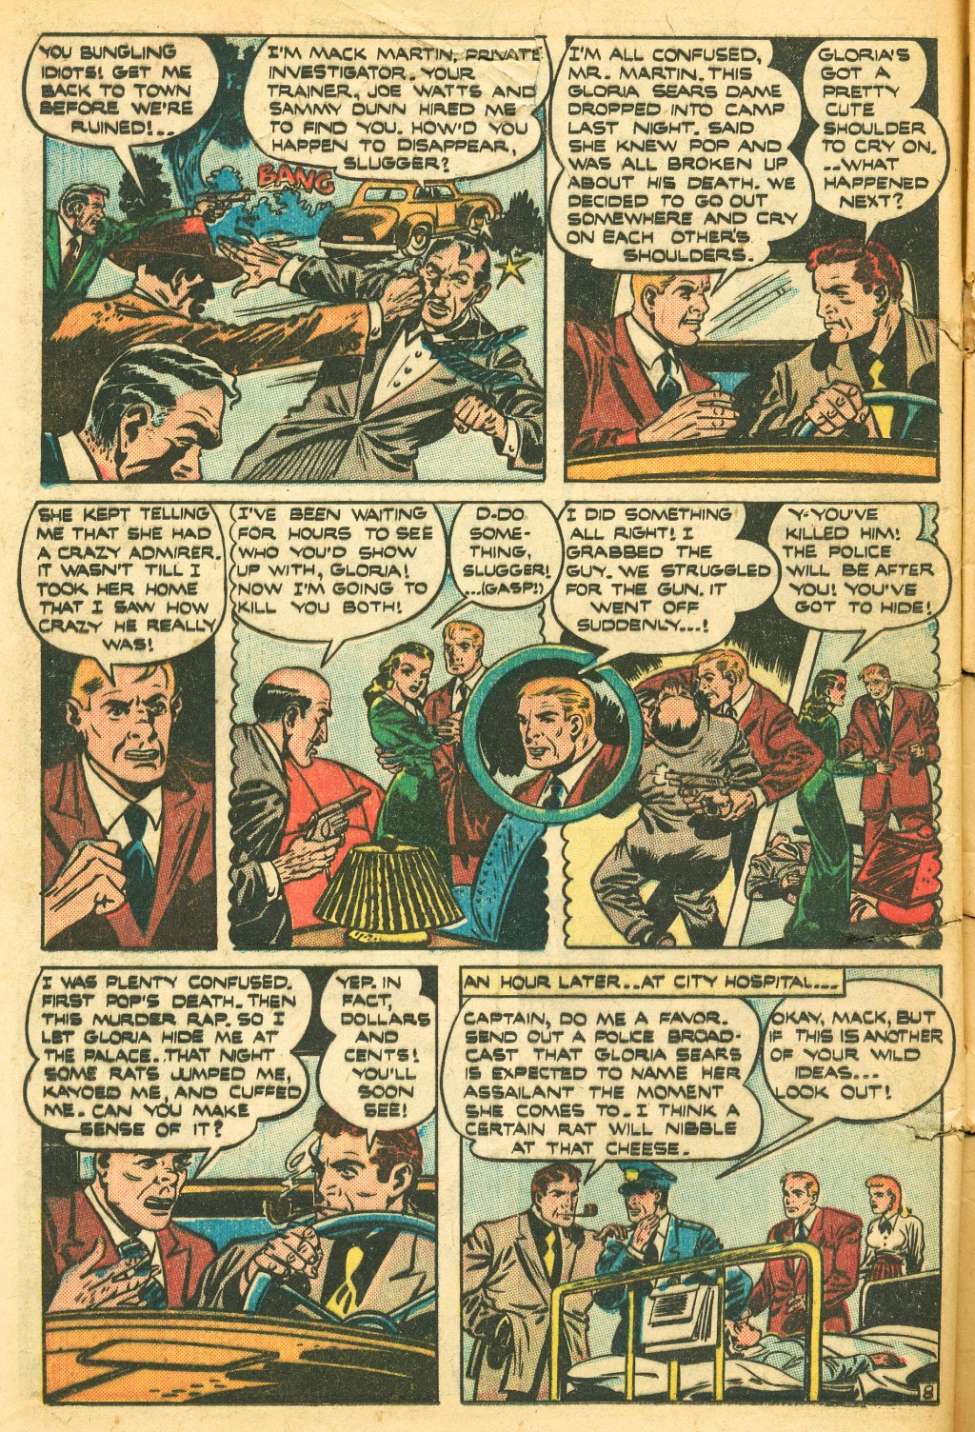 YOU BUNGLING
IDIOTS! GET ME
BACK TO TOWN
BEFORE WE'RE
RUINED!..
I'M MACK MARTIN, PRIVATE
INVESTIGATOR. YOUR
TRAINER, JOE WATTS AND
SAMMY DUNN HIRED ME
TO FIND YOU. HOW'D YOU
HAPPEN TO DISAPPEAR,
SLUGGER?
BANG
I'M ALL CONFUSED,
MR. MARTIN. THIS
GLORIA SEARS DAME
DROPPED INTO CAMP
LAST NIGHT. SAID
SHE KNEW POP AND
WAS ALL BROKEN UP
ABOUT HIS DEATH. WE
DECIDED TO GO OUT
SOMEWHERE AND CRY
ON EACH OTHER'S
SHOULDERS.
GLORIA'S
GOT A
PRETTY
CUTE
SHOULDER
TO CRY ON.
...WHAT
HAPPENED
NEXT?
SHE KEPT TELLING
ME THAT SHE HAD
A CRAZY ADMIRER.
IT WASN'T TILL I
TOOK HER HOME
THAT I SAW HOW
CRAZY HE REALLY
WAS!
I'VE BEEN WAITING
FOR HOURS TO SEE
WHO YOU'D SHOW
UP WITH, GLORIA!
NOW I'M GOING TO
KILL YOU BOTH!
D-DO
SOME-
THING,
SLUGGER!
...(GASP!)
I DID SOMETHING
ALL RIGHT! I
GRABBED THE
GUY. WE STRUGGLED
FOR THE GUN. IT
WENT OFF
SUDDENLY...!
Y-YOU'VE
KILLED HIM!
THE POLICE
WILL BE AFTER
YOU! YOU'VE
GOT TO HIDE!
I WAS PLENTY CONFUSED.
FIRST POP'S DEATH. THEN
THIS MURDER RAP. SO I
LET GLORIA HIDE ME AT
THE PALACE..THAT NIGHT
SOME RATS JUMPED ME,
KAYOED ME, AND CUFFED
ME. CAN YOU MAKE
SENSE OF IT?
YEP. IN
FACT,
DOLLARS
AND
CENTS!
YOU'LL
SOON
SEE!
AN HOUR LATER..AT CITY HOSPITAL...
CAPTAIN, DO ME A FAVOR.
SEND OUT A POLICE BROAD-
CAST THAT GLORIA SEARS
IS EXPECTED TO NAME HER
ASSAILANT THE MOMENT
SHE COMES TO. I THINK A
CERTAIN RAT WILL NIBBLE
AT THAT CHEESE.
OKAY, MACK, BUT
IF THIS IS ANOTHER
OF YOUR WILD
IDEAS...
LOOK OUT!
8